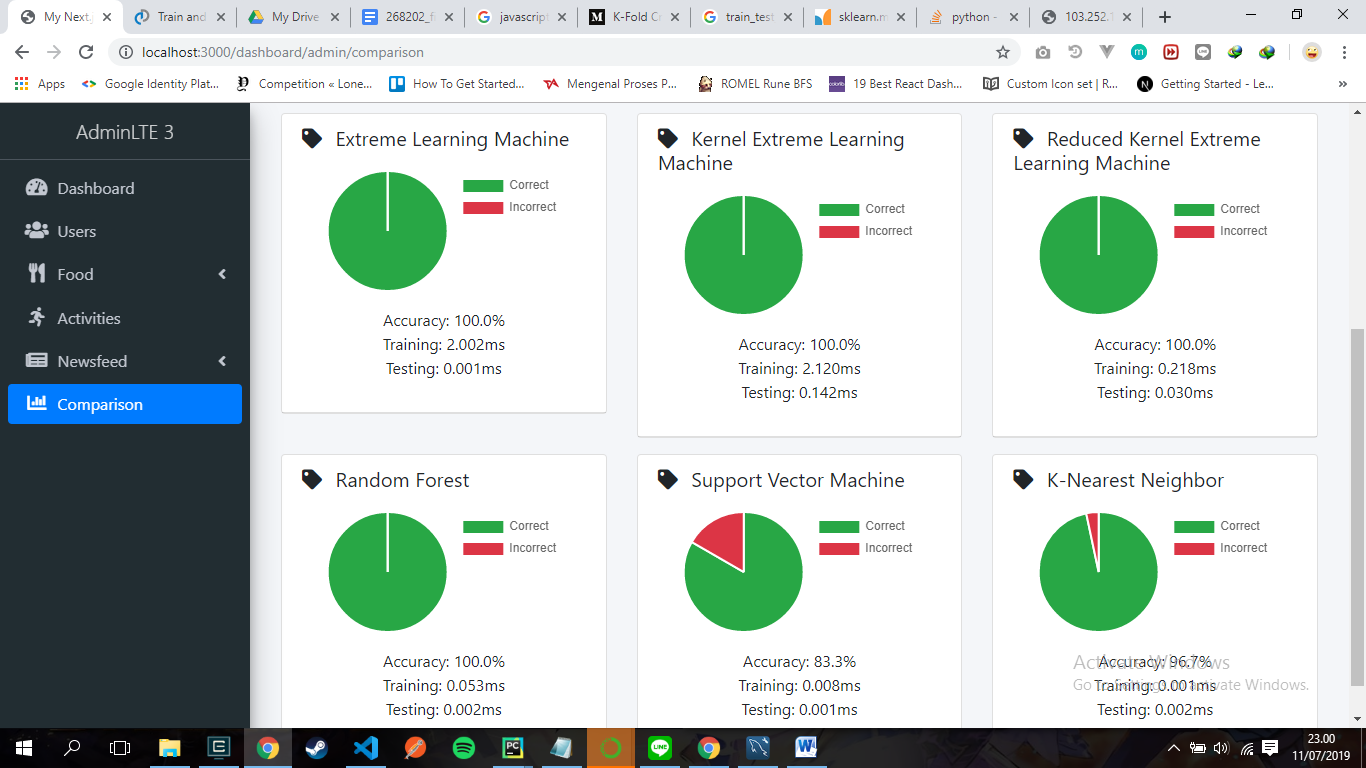 My Next.
Train and
My Drive
268202_fi
javascript
K-Fold Cr
train_test
sklearn.m
python -
103.252.1
localhost:3000/dashboard/admin/comparison
Apps
Google Identity Plat...
Competition « Lone...
How To Get Started...
Mengenal Proses P...
ROMEL Rune BFS
19 Best React Dash...
Custom Icon set | R...
Getting Started - Le...
»
AdminLTE 3
Dashboard
Users
Food
Activities
Newsfeed
Comparison
Extreme Learning Machine
Correct
Incorrect
Accuracy: 100.0%
Training: 2.002ms
Testing: 0.001ms
Kernel Extreme Learning
Machine
Correct
Incorrect
Accuracy: 100.0%
Training: 2.120ms
Testing: 0.142ms
Reduced Kernel Extreme
Learning Machine
Correct
Incorrect
Accuracy: 100.0%
Training: 0.218ms
Testing: 0.030ms
Random Forest
Correct
Incorrect
Accuracy: 100.0%
Training: 0.053ms
Testing: 0.002ms
Support Vector Machine
Correct
Incorrect
Accuracy: 83.3%
Training: 0.008ms
Testing: 0.001ms
K-Nearest Neighbor
Correct
Incorrect
Accuracy: 96.7%
Training: 0.001ms
Testing: 0.002ms
Activate Windows
Go to Settings to activate Windows.
23.00
11/07/2019